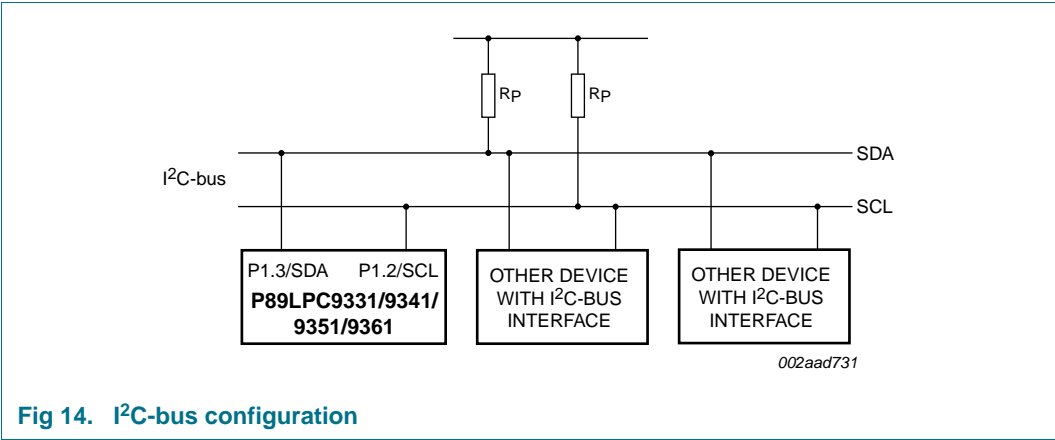 RP RP
SDA
I2C-bus
SCL
P1.3/SDA P1.2/SCL
P89LPC9331/9341/
9351/9361
OTHER DEVICE
WITH I2C-BUS
INTERFACE
OTHER DEVICE
WITH I2C-BUS
INTERFACE
002aad731
Fig 14. I2C-bus configuration